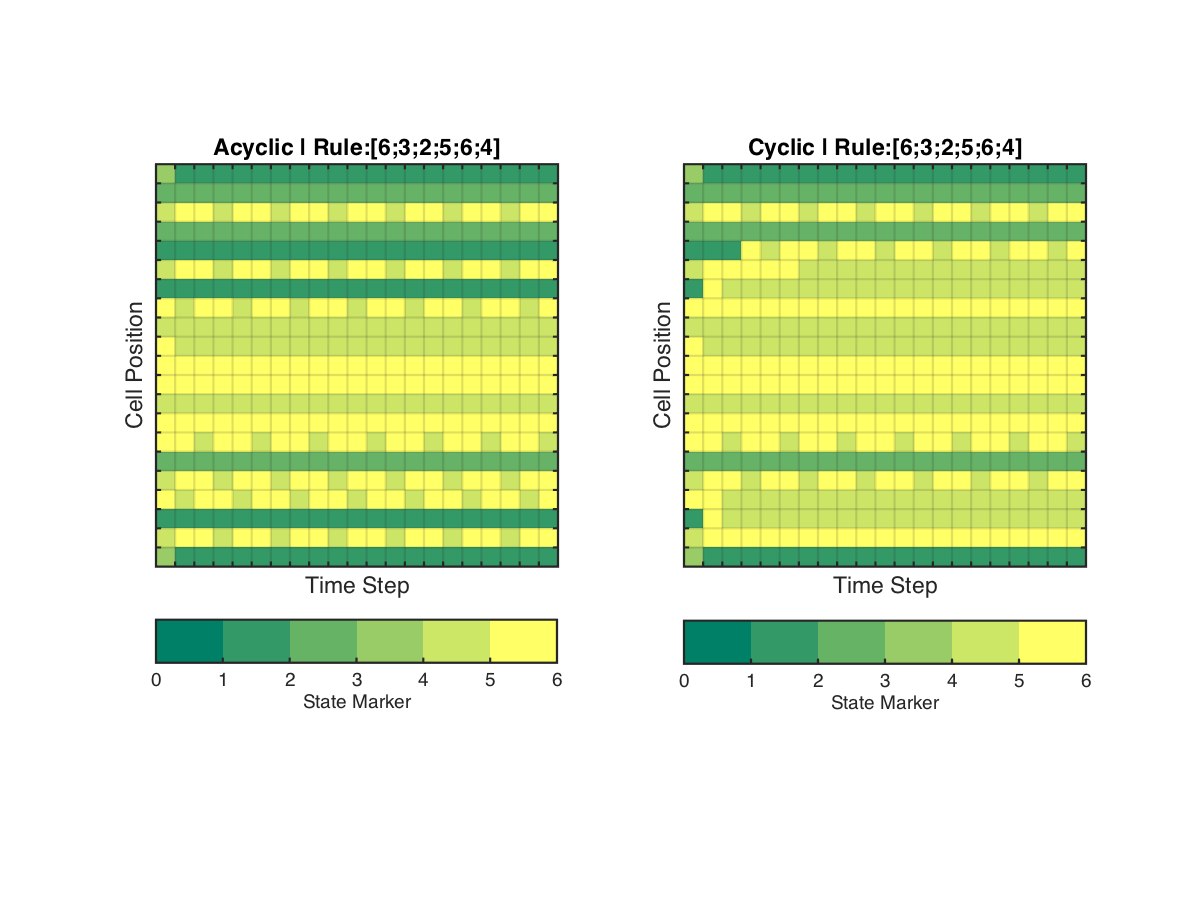 Acyclic | Rule:[6;3;2;5;6;4]
Cell Position
Time Step
0 1 2 3 4 5 6
State Marker
Cyclic | Rule:[6;3;2;5;6;4]
Cell Position
Time Step
0 1 2 3 4 5 6
State Marker